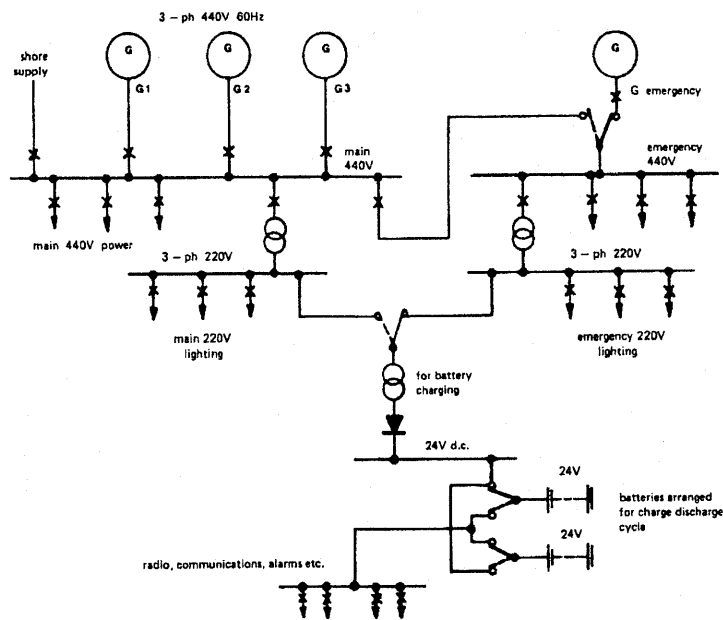 3-ph 440V 60Hz
shore
supply
G
G
G
G
G1
G2
G3
G emergency
main
440V
emergency
440V
main 440V power
3-ph 220V
3-ph 220V
main 220V
lighting
emergency 220V
lighting
for battery
charging
24V d.c.
24V
batteries arranged
for charge discharge
cycle
24V
radio, communications, alarms etc.